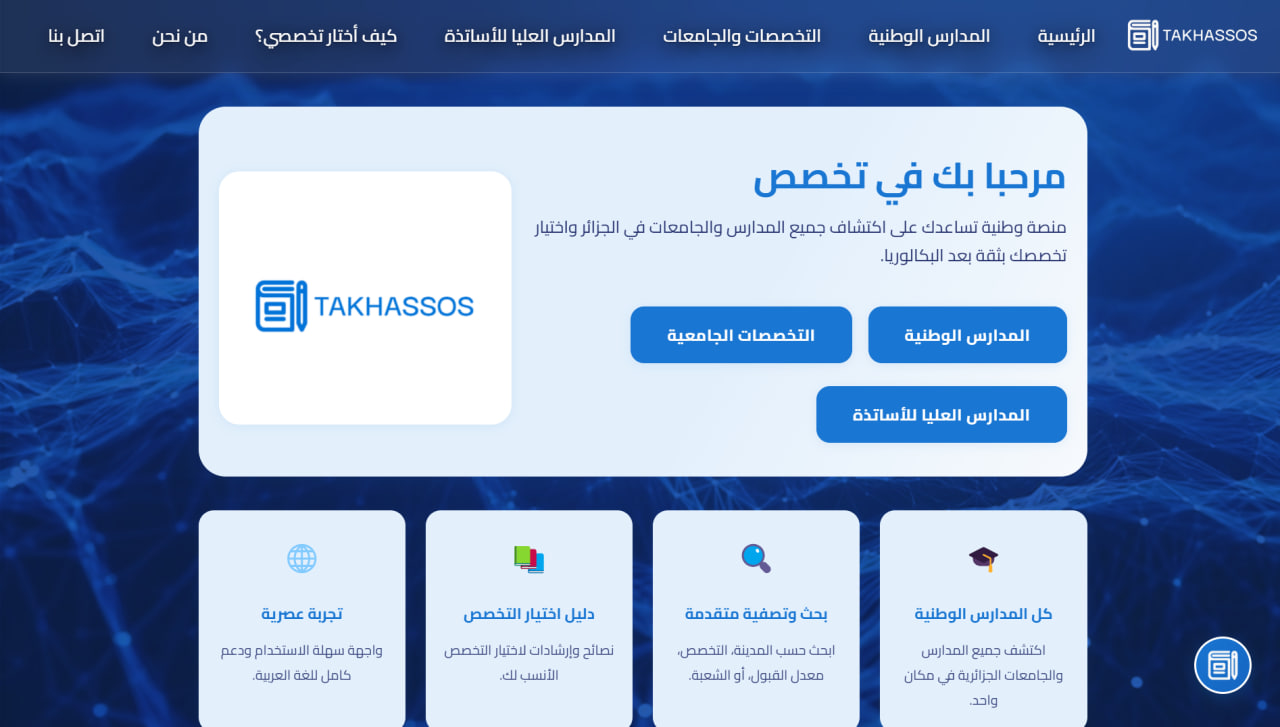 TAKHASSOS
الرئيسية
المدارس الوطنية
التخصصات والجامعات
المدارس العليا للأساتذة
كيف أختار تخصصي؟
من نحن
اتصل بنا
مرحبا بك في تخصص
منصة وطنية تساعدك على اكتشاف جميع المدارس والجامعات في الجزائر واختيار
تخصصك بثقة بعد البكالوريا.
المدارس الوطنية
التخصصات الجامعية
المدارس العليا للأساتذة
TAKHASSOS
كل المدارس الوطنية
اكتشف جميع المدارس
والجامعات الجزائرية في مكان
واحد.
بحث وتصفية متقدمة
ابحث حسب المدينة، التخصص،
معدل القبول، أو الشعبة.
دليل اختيار التخصص
نصائح وإرشادات لاختيار التخصص
الأنسب لك.
تجربة عصرية
واجهة سهلة الاستخدام ودعم
كامل للغة العربية.